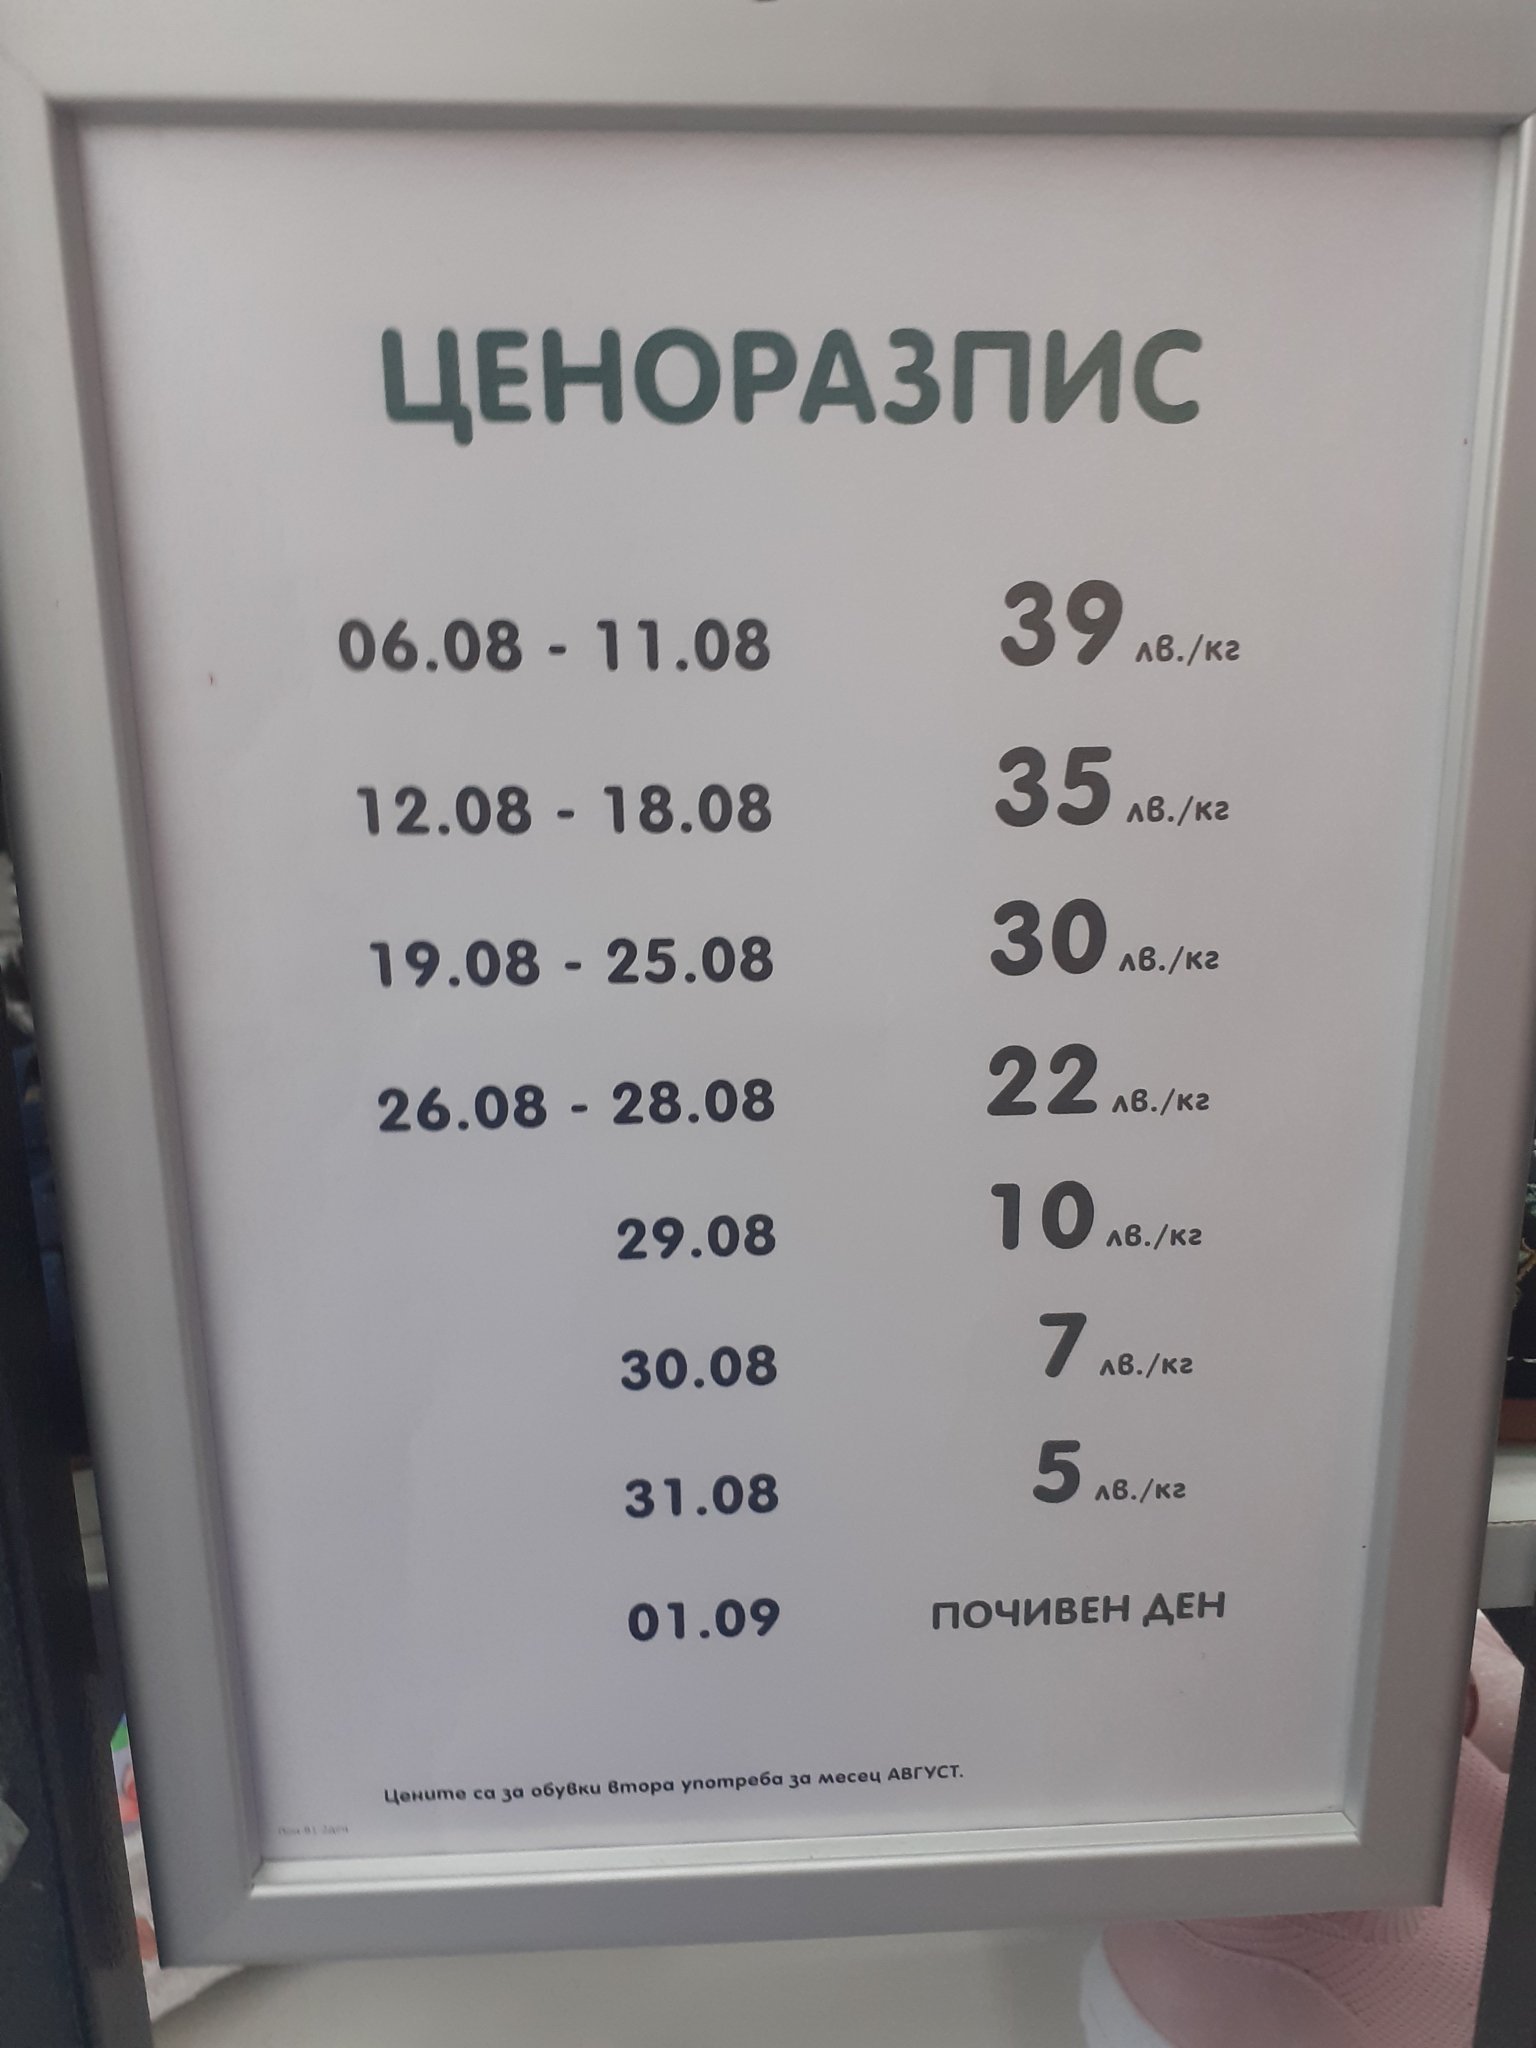 ЦЕНОРАЗПИС
06.08 - 11.08 39 лв./кг
12.08 - 18.08 35 лв./кг
19.08 - 25.08 30 лв./кг
26.08 - 28.08 22 лв./кг
29.08 10 лв./кг
30.08 7 лв./кг
31.08 5 лв./кг
01.09 ПОЧИВЕН ДЕН
Цените са за обувки втора употреба за месец АВГУСТ.